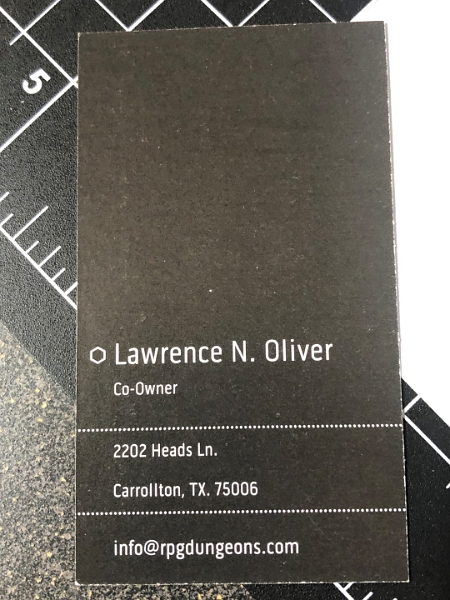 5
Lawrence N. Oliver
Co-Owner
2202 Heads Ln.
Carrollton, TX. 75006
info@rpgdungeons.com